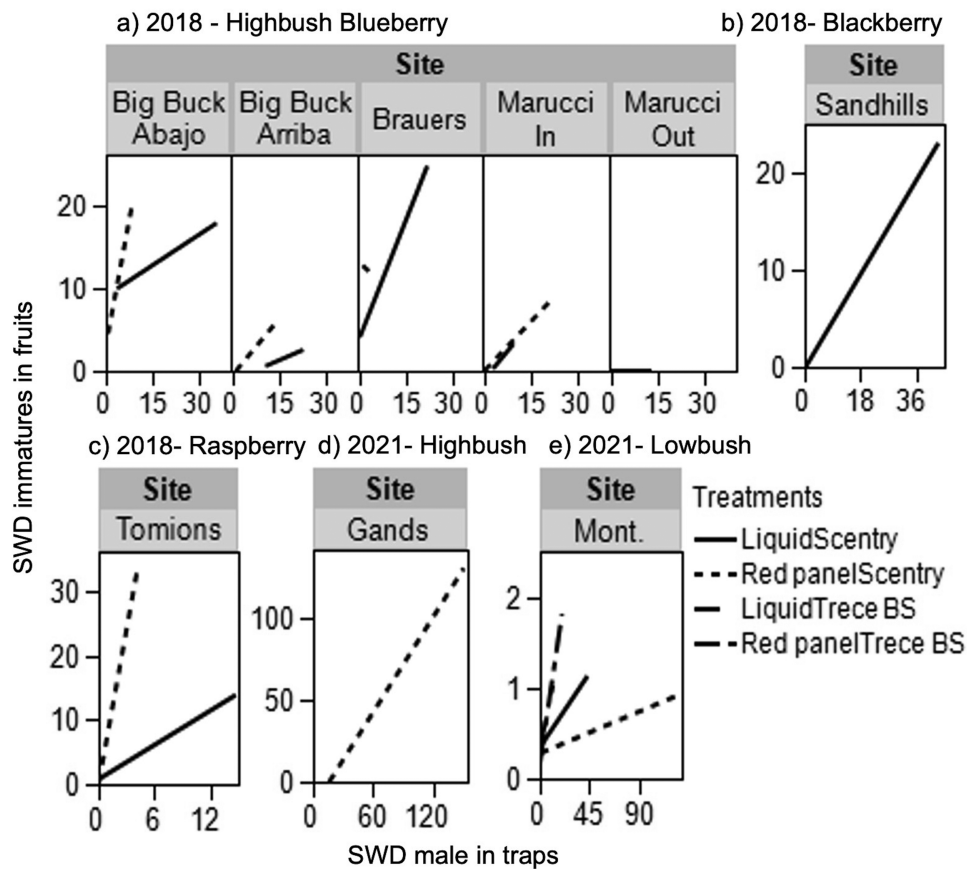 a) 2018 - Highbush Blueberry
b) 2018- Blackberry
Site
Site
Big Buck
Abajo
Big Buck
Arriba
Brauers
Marucci
In
Marucci
Out
Sandhills
20
10
0
0 15 30 0 15 30 0 15 30 0 15 30 0 15 30
20
10
0
0 18 36
SWD immatures in fruits
c) 2018- Raspberry
d) 2021- Highbush
e) 2021- Lowbush
Site
Tomions
30
20
10
0
0 6 12
Site
Gands
100
50
0
0 60 120
Site
Mont.
2
1
0
0 45 90
Treatments
LiquidScentry
Red panelScentry
LiquidTrece BS
Red panelTrece BS
SWD male in traps